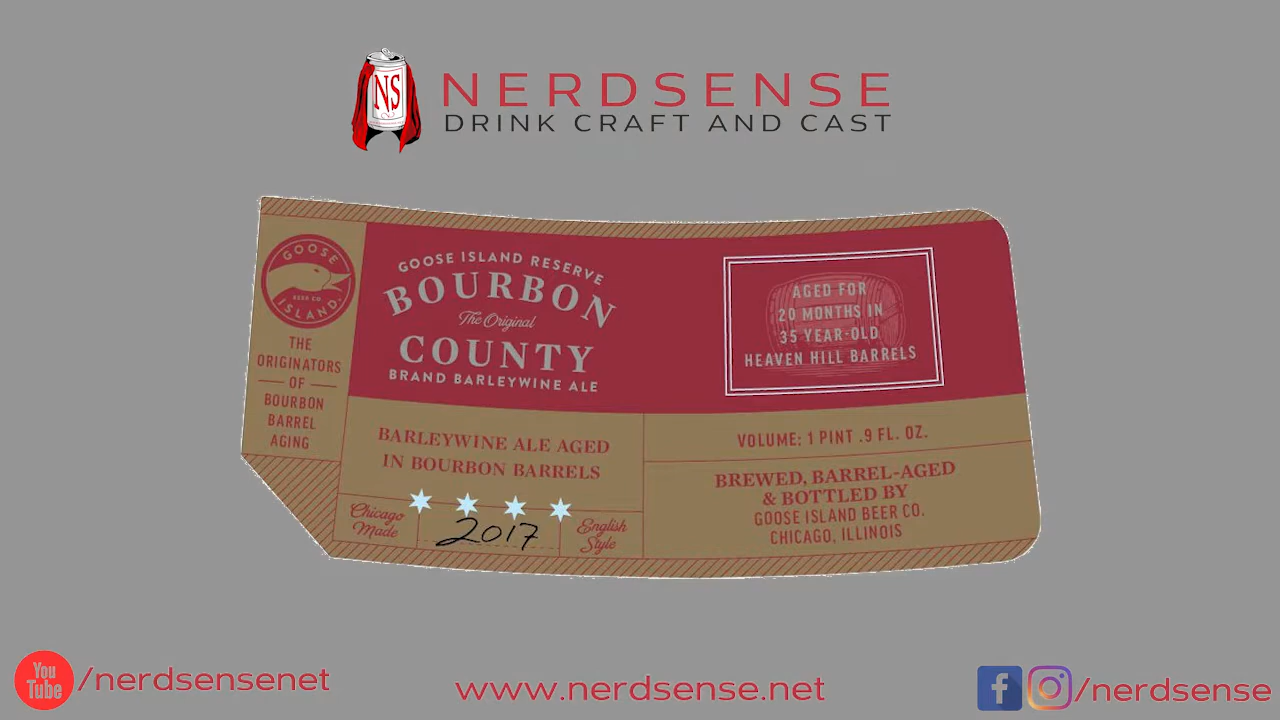 NS
NERDSENSE
DRINK CRAFT AND CAST
GOOSE
BEER CO.
ISLAND.
THE
ORIGINATORS
OF
BOURBON
BARREL
AGING
GOOSE ISLAND RESERVE
BOURBON
The Original
COUNTY
BRAND BARLEYWINE ALE
AGED FOR
20 MONTHS IN
35 YEAR-OLD
HEAVEN HILL BARRELS
BARLEYWINE ALE AGED
IN BOURBON BARRELS
Chicago
Made
2017
English
Style
VOLUME: 1 PINT .9 FL. OZ.
BREWED, BARREL-AGED
& BOTTLED BY
GOOSE ISLAND BEER CO.
CHICAGO, ILLINOIS
You
Tube
/nerdsensenet
www.nerdsense.net
f
/nerdsense